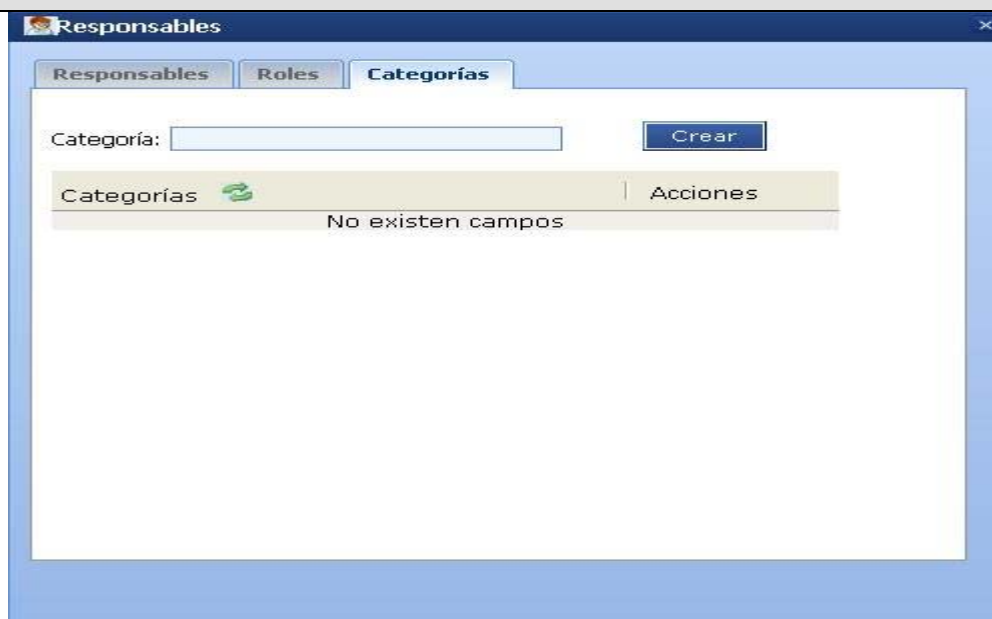 Responsables
Responsables Roles Categorías
Categoría: Crear
Categorías Acciones
No existen campos